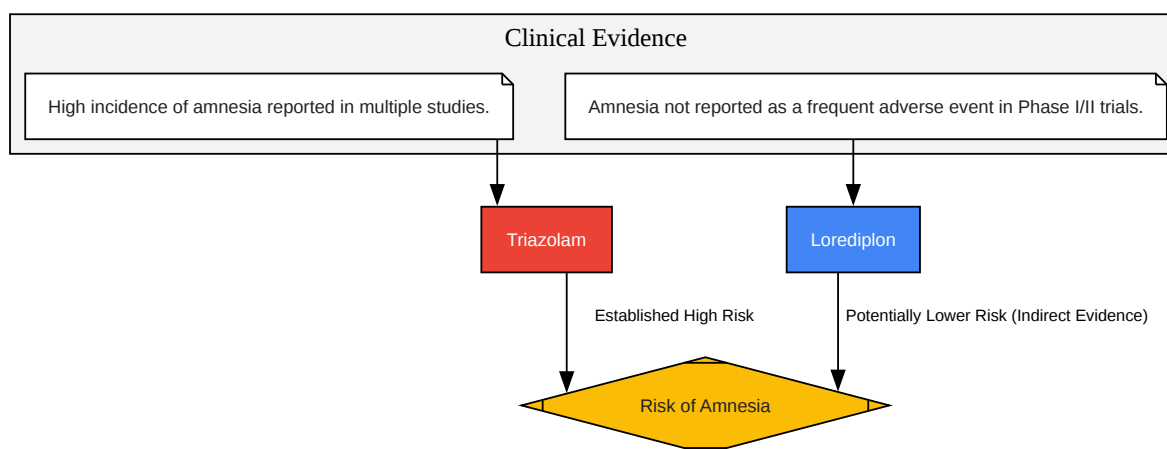 Clinical Evidence
High incidence of amnesia reported in multiple studies.
Amnesia not reported as a frequent adverse event in Phase I/II trials.
Triazolam
Lorediplon
Established High Risk
Potentially Lower Risk (Indirect Evidence)
Risk of Amnesia